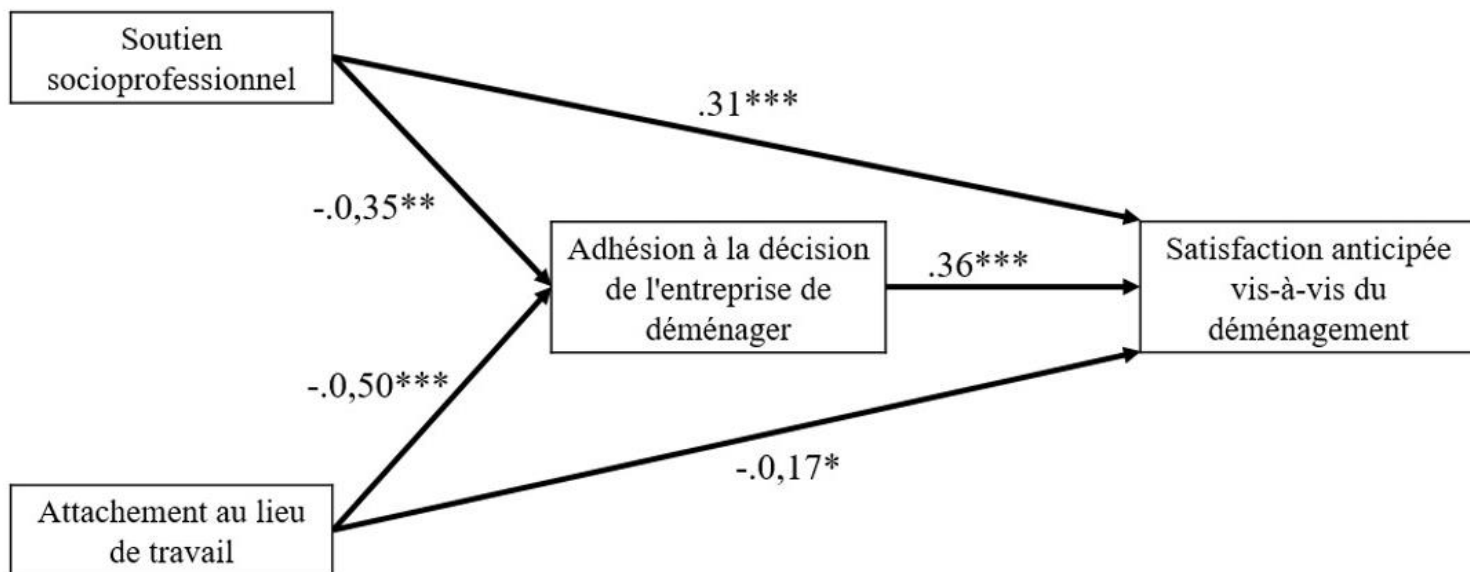 Soutien
socioprofessionnel
.31***
-.0,35**
Adhésion à la décision
de l'entreprise de
déménager
.36***
Satisfaction anticipée
vis-à-vis du
déménagement
-.0,50***
-.0,17*
Attachement au lieu
de travail